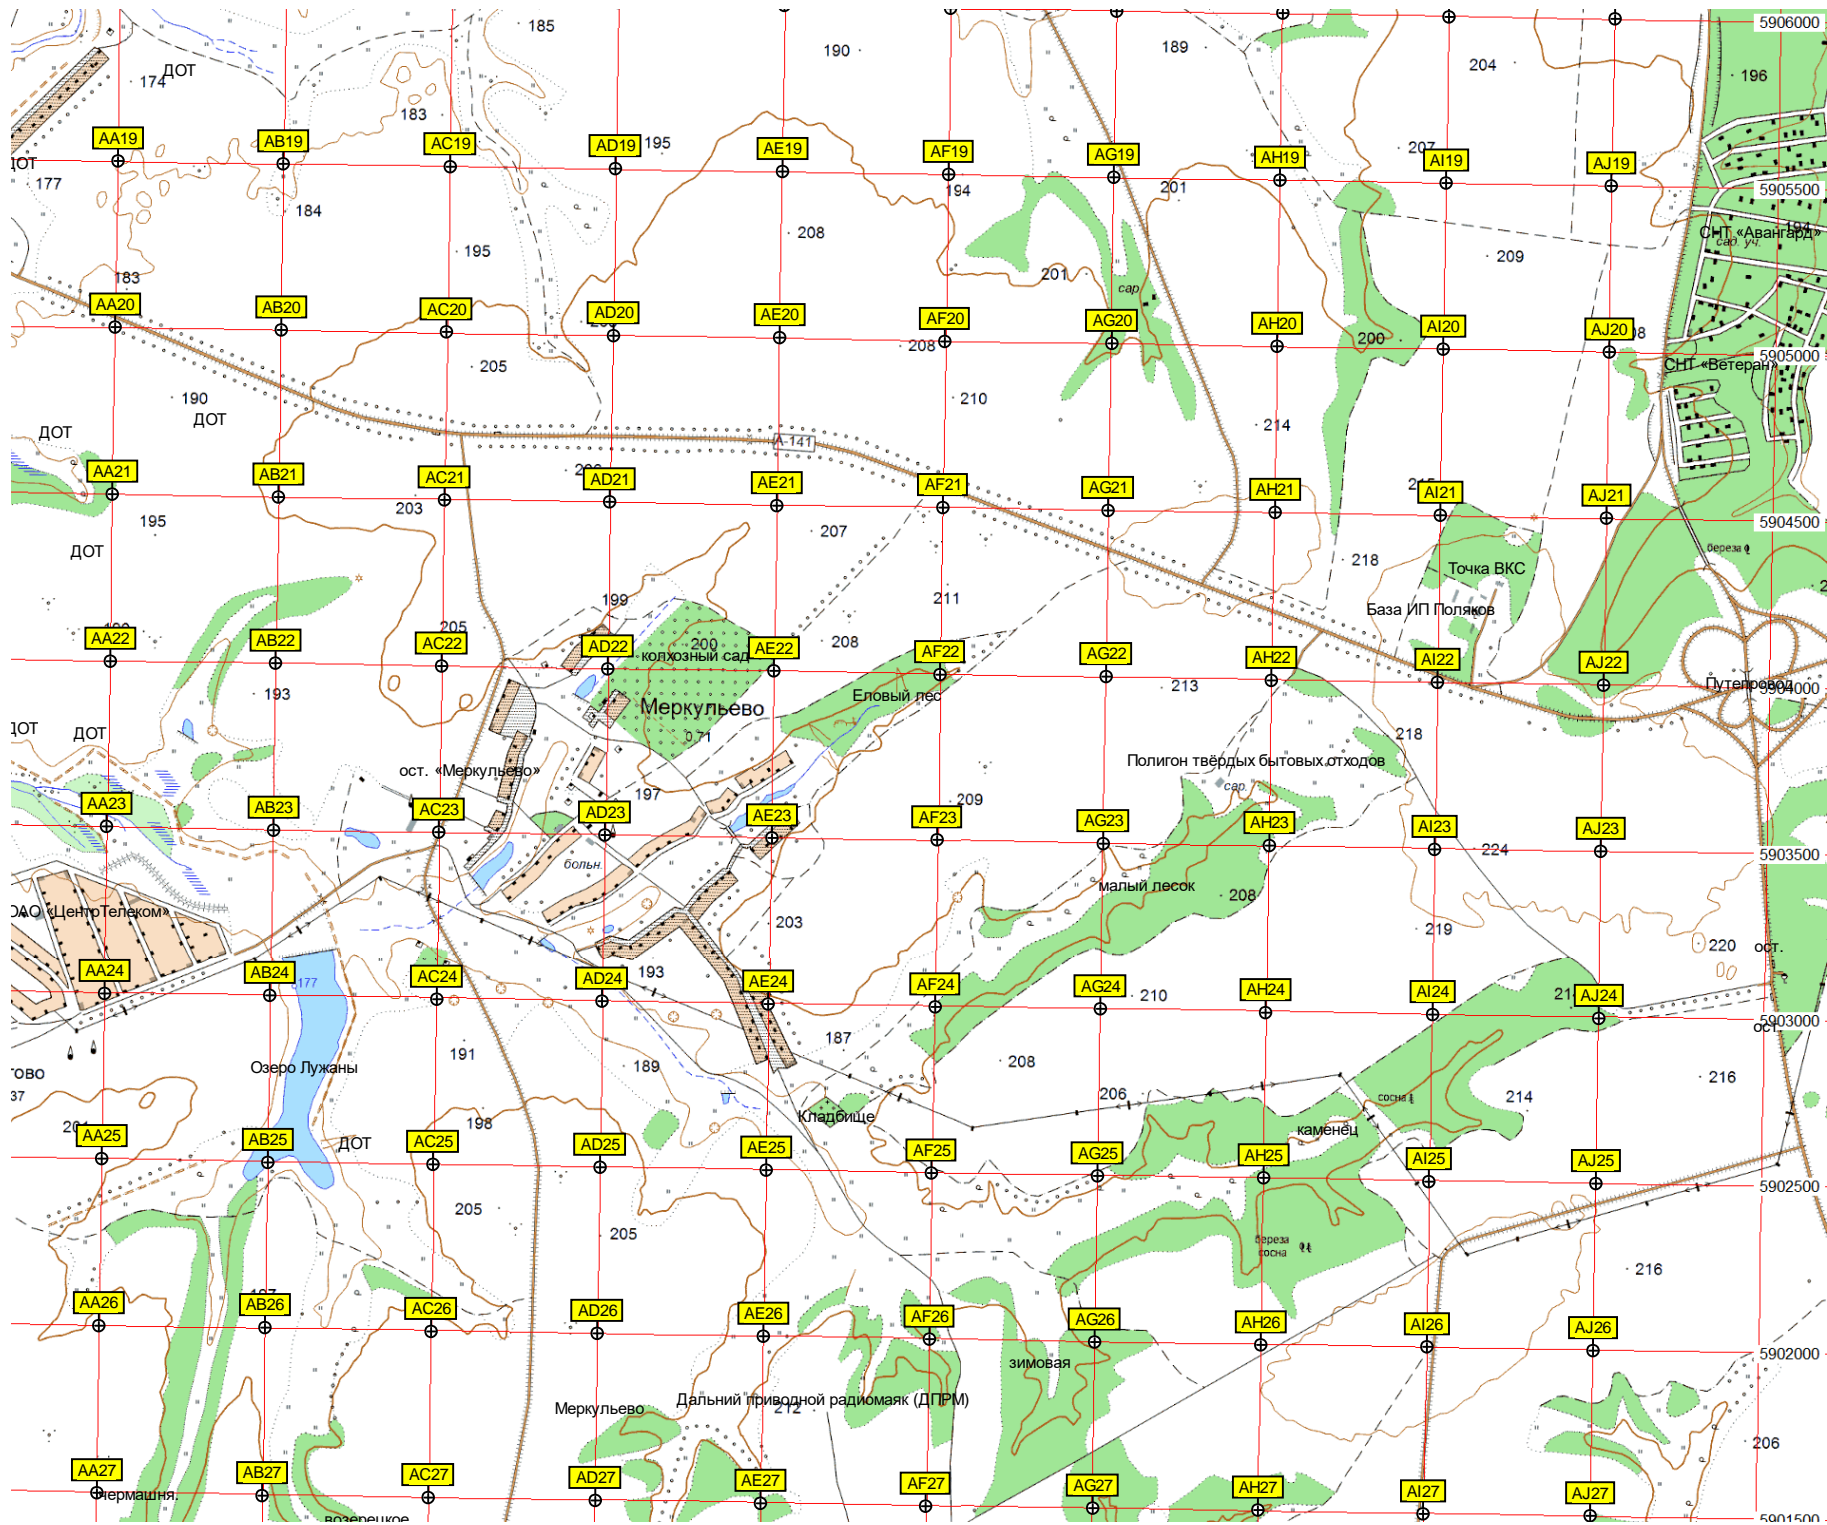 185
5906000
189
190
204
196
ДОТ
174
183
AA19
AB19
AC19
AD19
195
AE19
AF19
AG19
AH19
207
AI19
AJ19
177
184
194
201
5905500
208
СНТ «Авангард»
сад. уч.
195
209
183
201
сар.
AA20
AB20
AC20
AD20
AE20
AF20
AG20
AH20
AI20
AJ20
208
200
5905000
205
СНТ «Ветеран»
190
ДОТ
210
214
ДОТ
А-141
AA21
AB21
AC21
AD21
AE21
AF21
AG21
AH21
AI21
AJ21
203
195
207
5904500
ДОТ
береза
218
Точка ВКС
199
211
База ИП Поляков
205
AA22
AB22
AC22
AD22
200
колхозный сад
AE22
208
AF22
AG22
AH22
AI22
AJ22
193
Еловый лес
213
Путепровод
5904000
Меркульево
0.71
ДОТ
ДОТ
218
ост. «Меркульево»
Полигон твёрдых бытовых отходов
сар.
197
209
AA23
AB23
AC23
AD23
AE23
AF23
AG23
AH23
AI23
AJ23
224
5903500
больн.
малый лесок
208
ОАО «ЦентрТелеком»
203
219
220
ост.
AA24
AB24
177
AC24
AD24
193
AE24
AF24
AG24
210
AH24
AI24
AJ24
5903000
ост.
187
191
189
208
Озеро Лужаны
206
216
сосна
214
Кладбище
198
каменец
AA25
AB25
ДОТ
AC25
AD25
AE25
AF25
AG25
AH25
AI25
AJ25
5902500
205
205
береза
сосна
216
AA26
AB26
AC26
AD26
AE26
AF26
AG26
AH26
AI26
AJ26
5902000
зимовая
Меркульево
Дальний приводной радиомаяк (ДПРМ)
212
206
AA27
AB27
AC27
AD27
AE27
AF27
AG27
AH27
AI27
AJ27
чермашня.
возерецкое
5901500